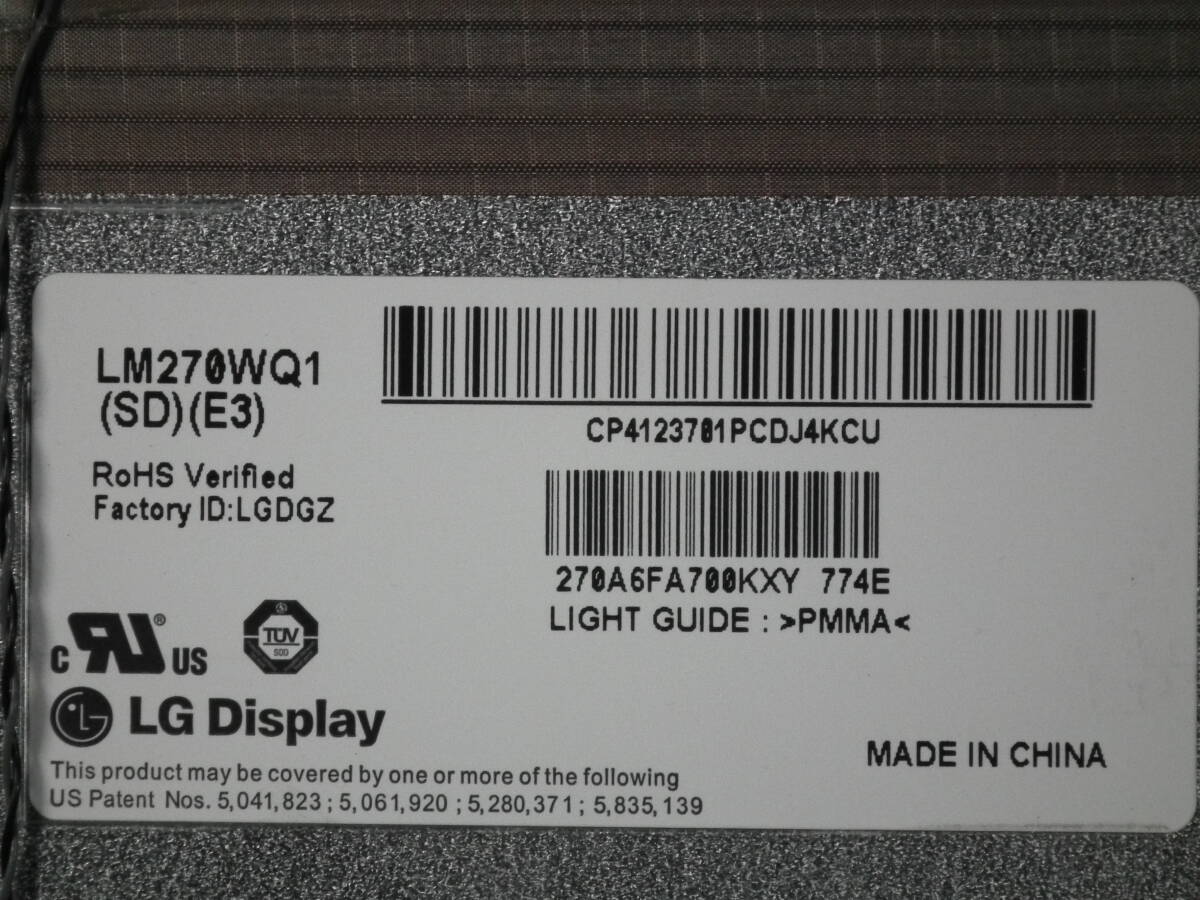 LM270WQ1
(SD)(E3)
RoHS Verified
Factory ID:LGDGZ
CP4123701PCDJ4KCU
270A6FA700KXY 774E
LIGHT GUIDE : >PMMA<
C RU ® US
TÜV
SÜD
LG Display
MADE IN CHINA
This product may be covered by one or more of the following
US Patent Nos. 5,041,823 ; 5,061,920 ; 5,280,371 ; 5,835,139